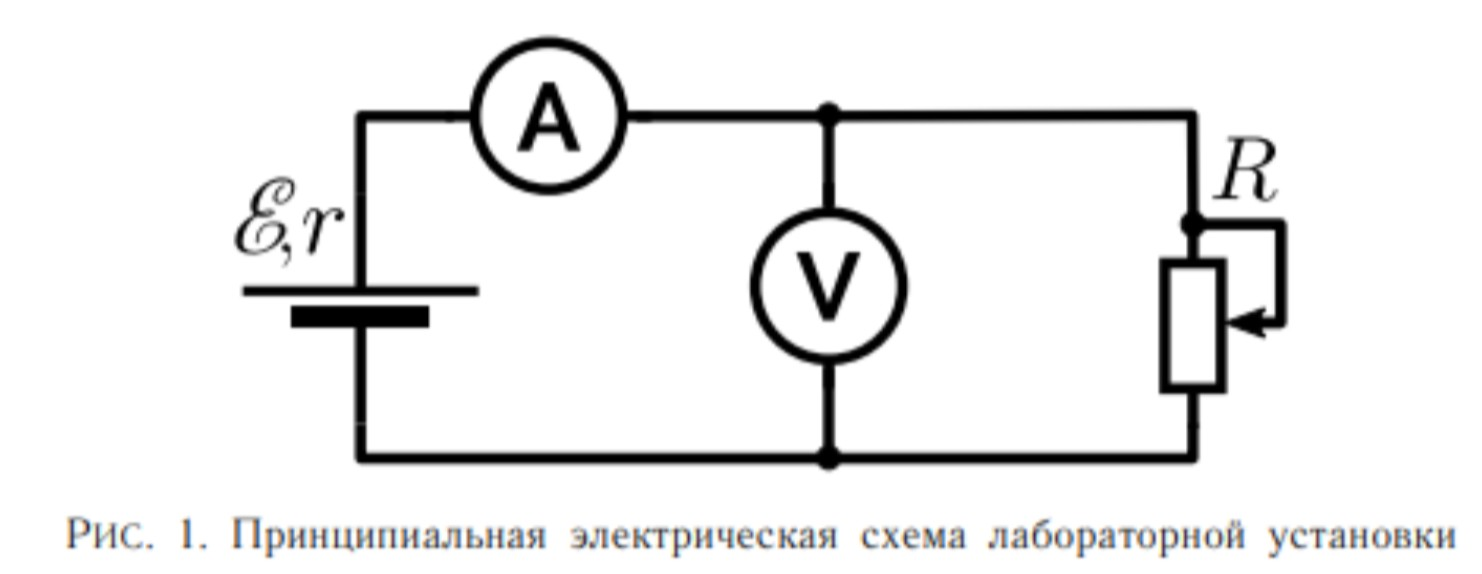 A
R
ℰ, r
V
Рис. 1. Принципиальная электрическая схема лабораторной установки